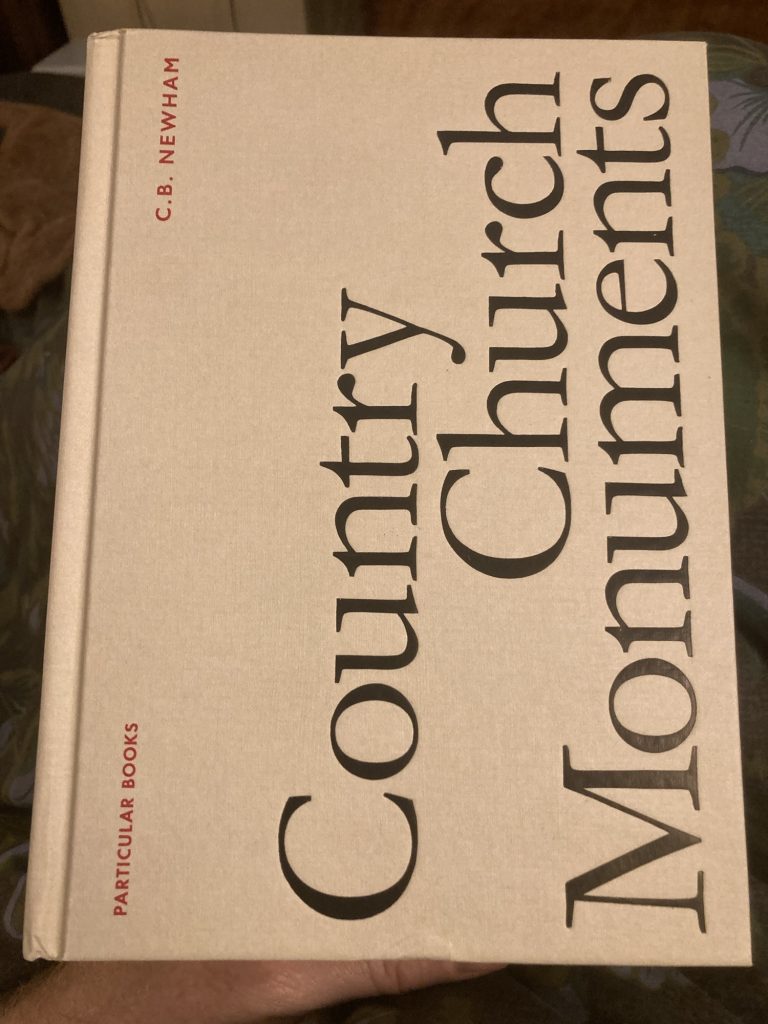 PARTICULAR BOOKS
C.B. NEWHAM
Country
Church
Monuments